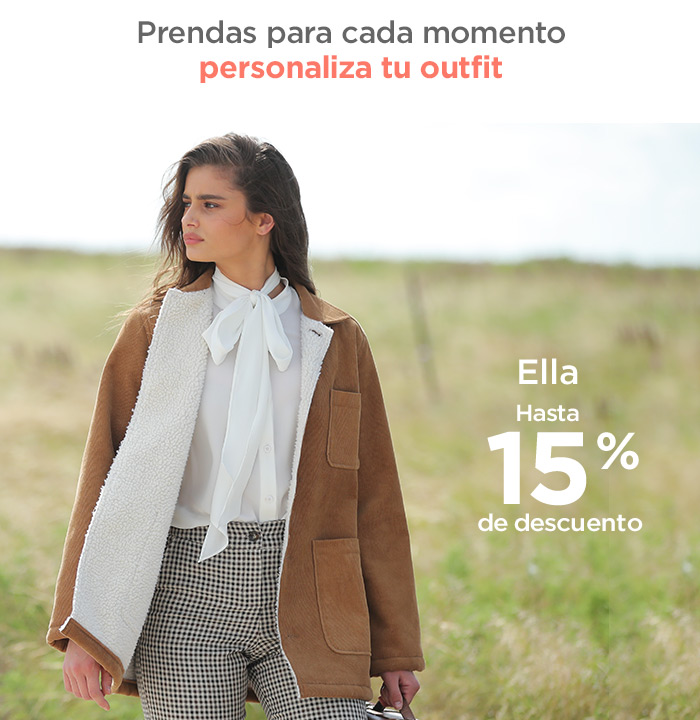 Prendas para cada momento
personaliza tu outfit
Ella
Hasta
15%
de descuento